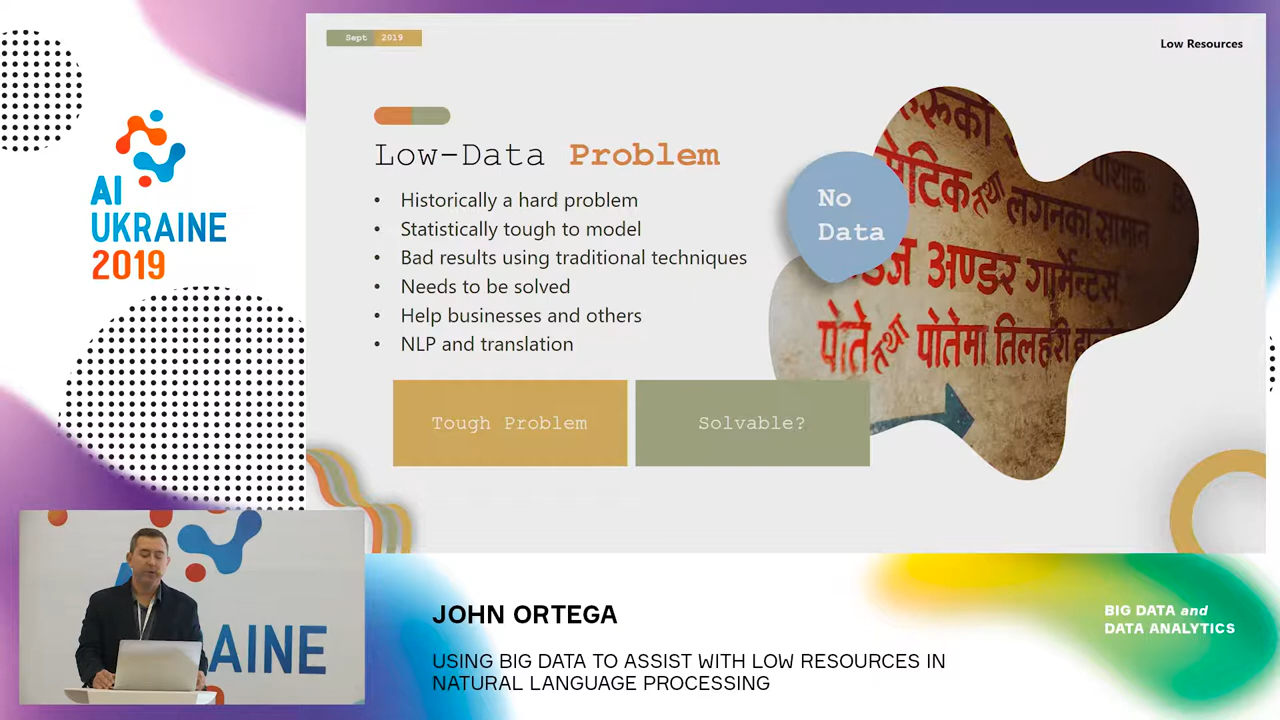 AI
UKRAINE
2019
Sept 2019
Low Resources
Low-Data Problem
• Historically a hard problem
• Statistically tough to model
• Bad results using traditional techniques
• Needs to be solved
• Help businesses and others
• NLP and translation
No
Data
Tough Problem
Solvable?
तथा लगनका सामान
अण्डर गार्मेन्टस
पोते तथा पोतेमा तिलहरी
AINE
JOHN ORTEGA
USING BIG DATA TO ASSIST WITH LOW RESOURCES IN
NATURAL LANGUAGE PROCESSING
BIG DATA and
DATA ANALYTICS